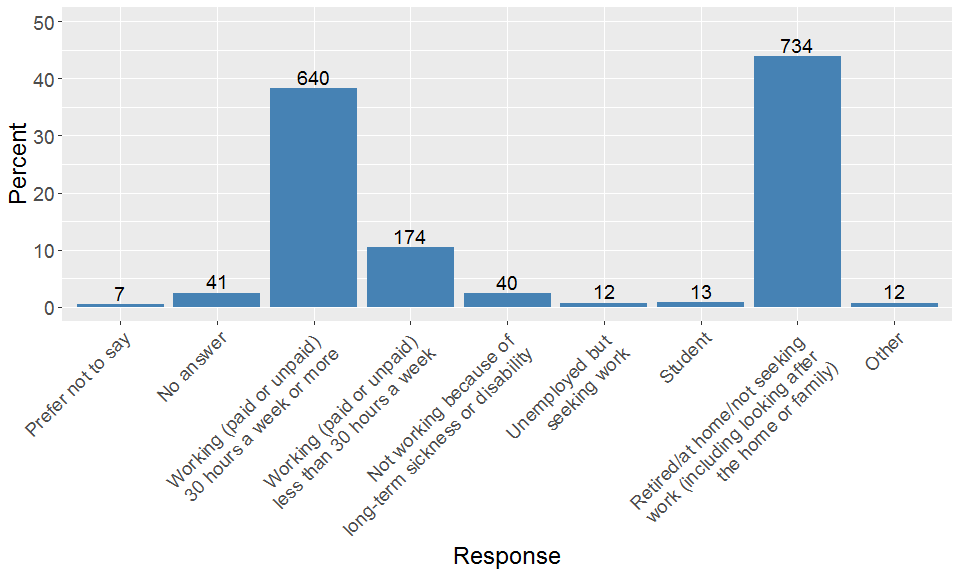 50
40
30
20
10
0
Percent
7
41
640
174
40
12
13
734
12
Prefer not to say
No answer
Working (paid or unpaid)
30 hours a week or more
Working (paid or unpaid)
less than 30 hours a week
Not working because of
long-term sickness or disability
Unemployed but
seeking work
Student
Retired/at home/not seeking
work (including looking after
the home or family)
Other
Response